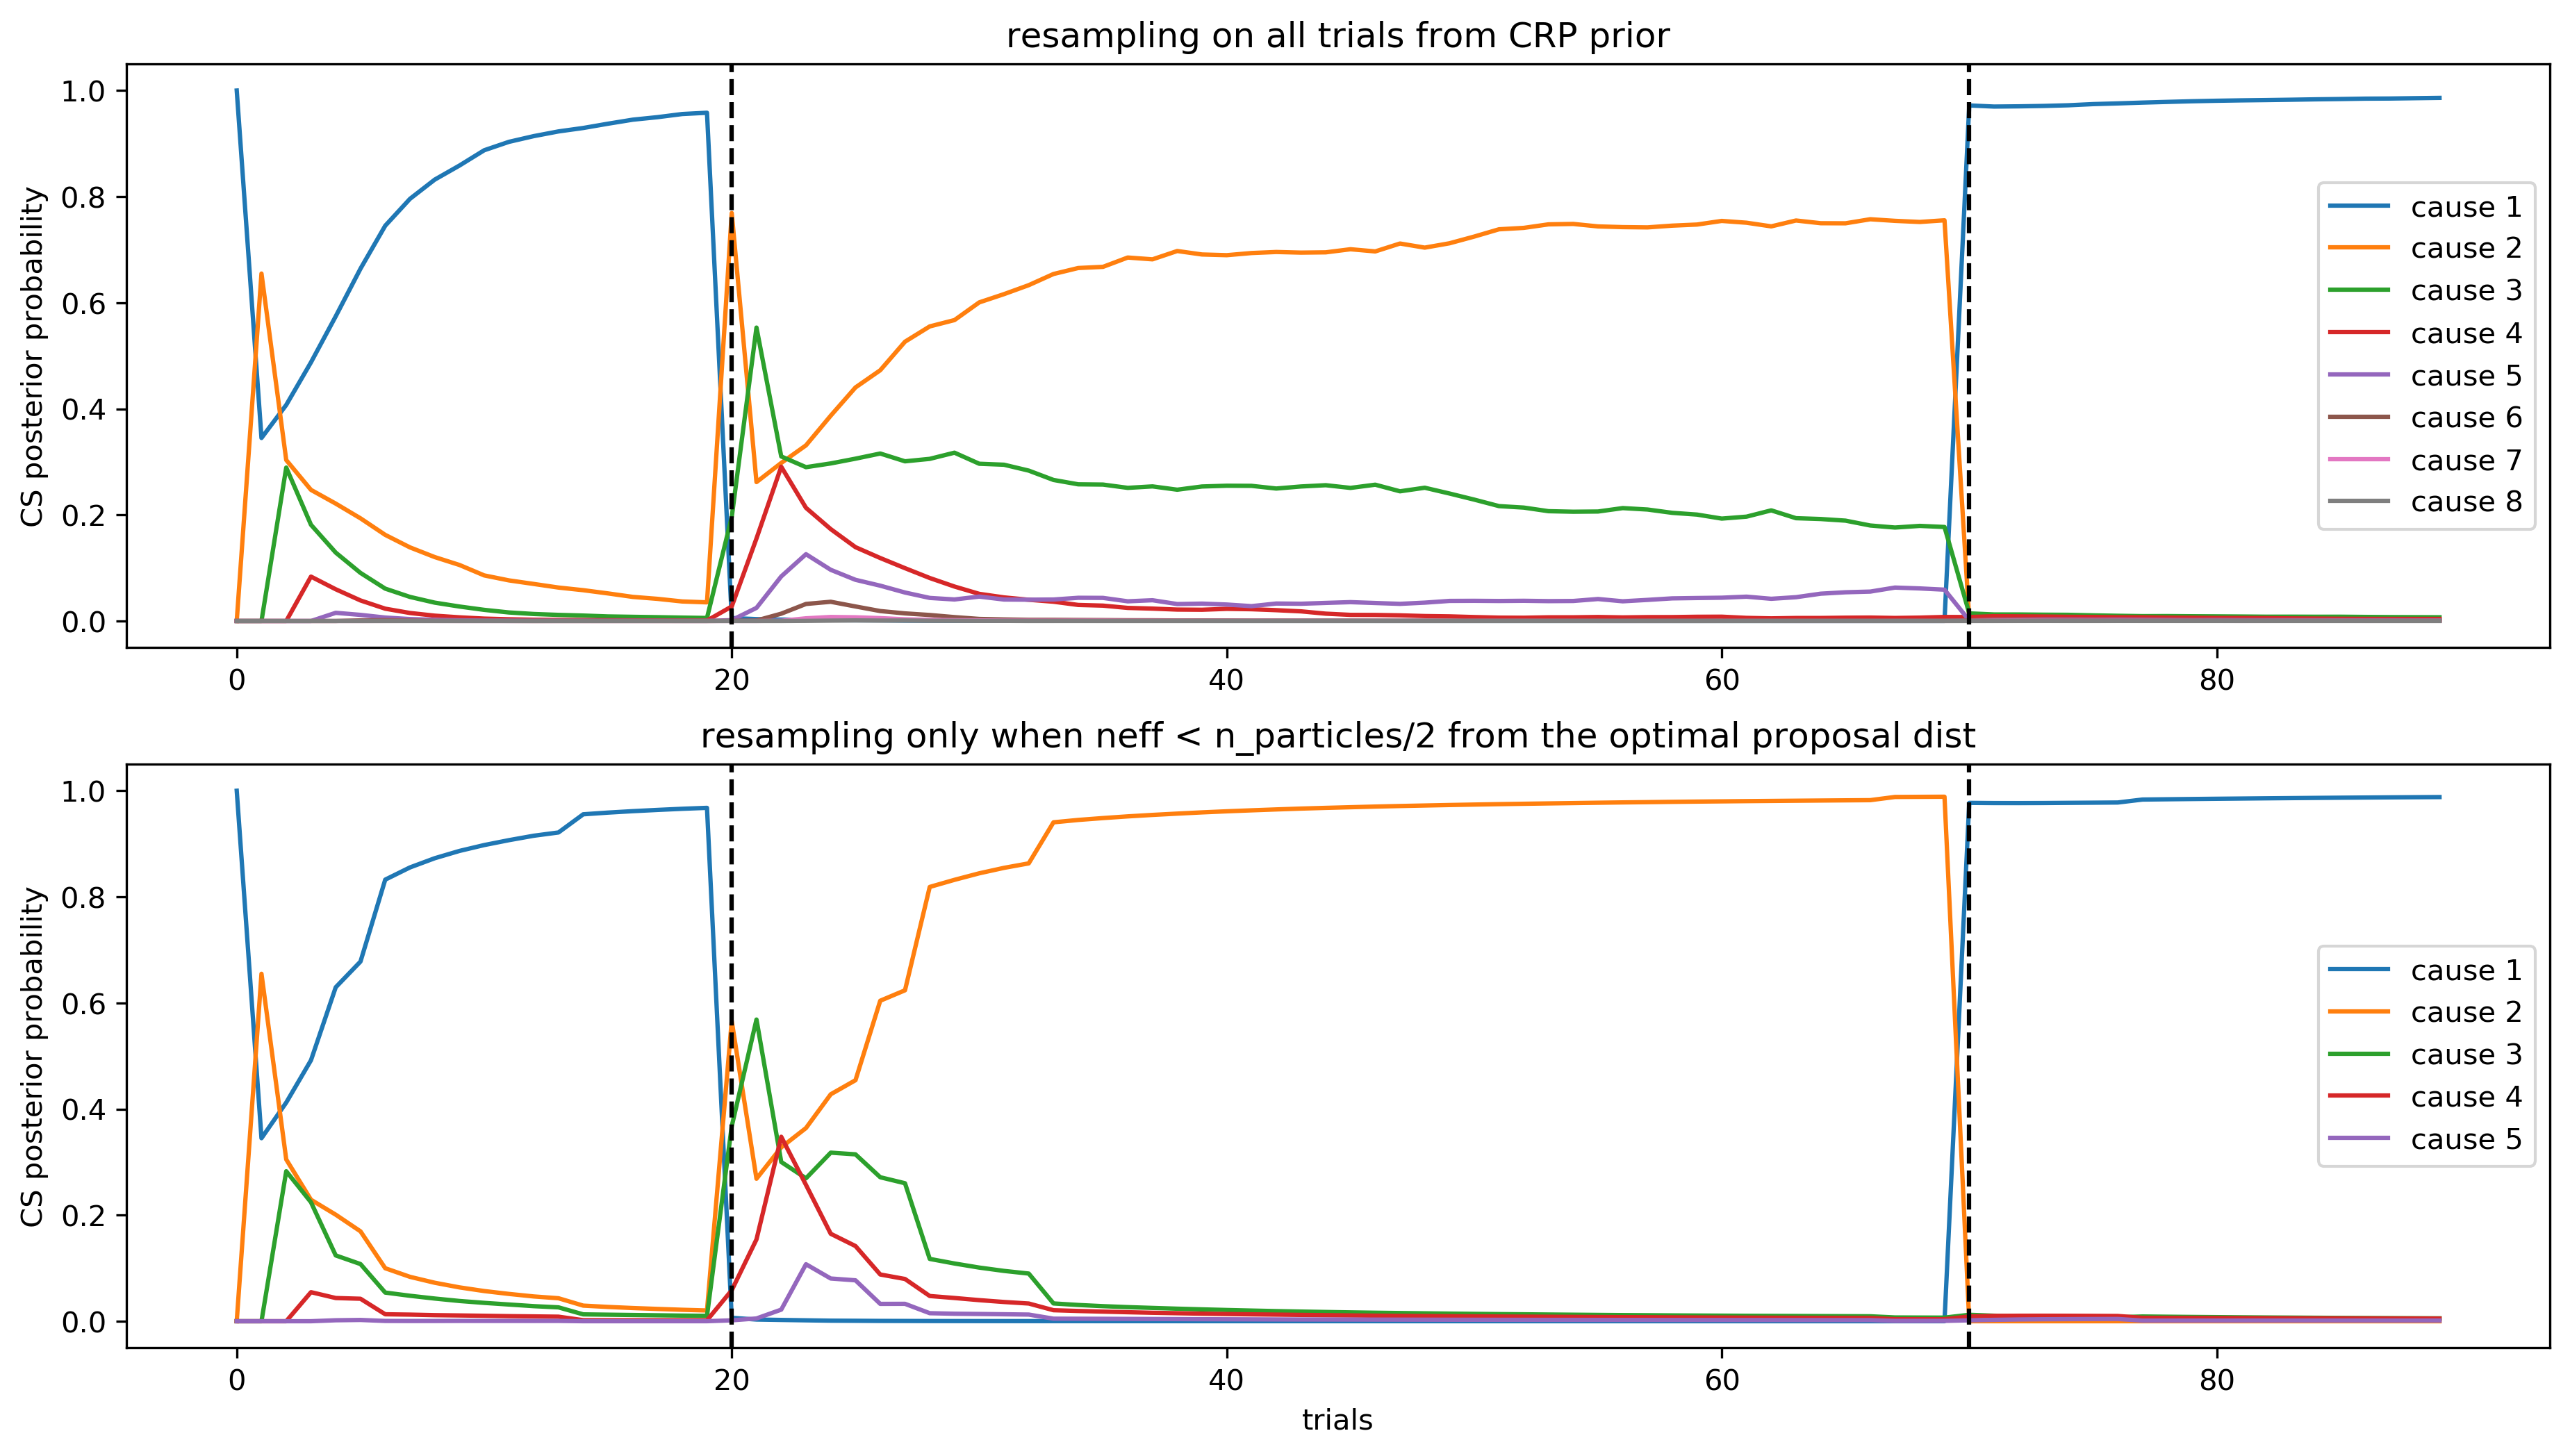 resampling on all trials from CRP prior
CS posterior probability
1.0
0.8
0.6
0.4
0.2
0.0
0
20
40
60
80
cause 1
cause 2
cause 3
cause 4
cause 5
cause 6
cause 7
cause 8
resampling only when neff < n_particles/2 from the optimal proposal dist
CS posterior probability
1.0
0.8
0.6
0.4
0.2
0.0
0
20
40
60
80
cause 1
cause 2
cause 3
cause 4
cause 5
trials